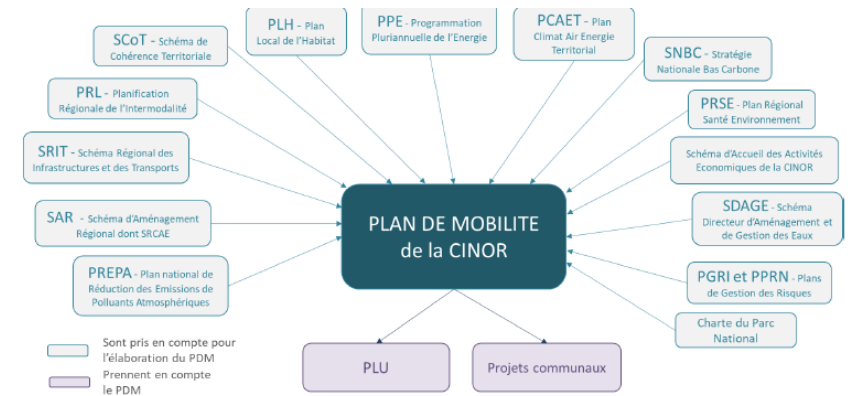 PLH - Plan
Local de l'Habitat
PPE - Programmation
Pluriannuelle de l'Energie
PCAET - Plan
Climat Air Energie
Territorial
SCoT - Schéma de
Cohérence Territoriale
SNBC - Stratégie
Nationale Bas Carbone
PRL - Planification
Régionale de l'Intermodalité
PRSE - Plan Régional
Santé Environnement
SRIT - Schéma Régional des
Infrastructures et des Transports
Schéma d'Accueil des Activités
Economiques de la CINOR
SAR - Schéma d'Aménagement
Régional dont SRCAE
PLAN DE MOBILITE
de la CINOR
SDAGE - Schéma
Directeur d'Aménagement et
de Gestion des Eaux
PREPA - Plan national de
Réduction des Emissions de
Polluants Atmosphériques
PGRI et PPRN - Plans
de Gestion des Risques
Charte du Parc
National
Sont pris en compte pour
l'élaboration du PDM
Prennent en compte
le PDM
PLU
Projets communaux